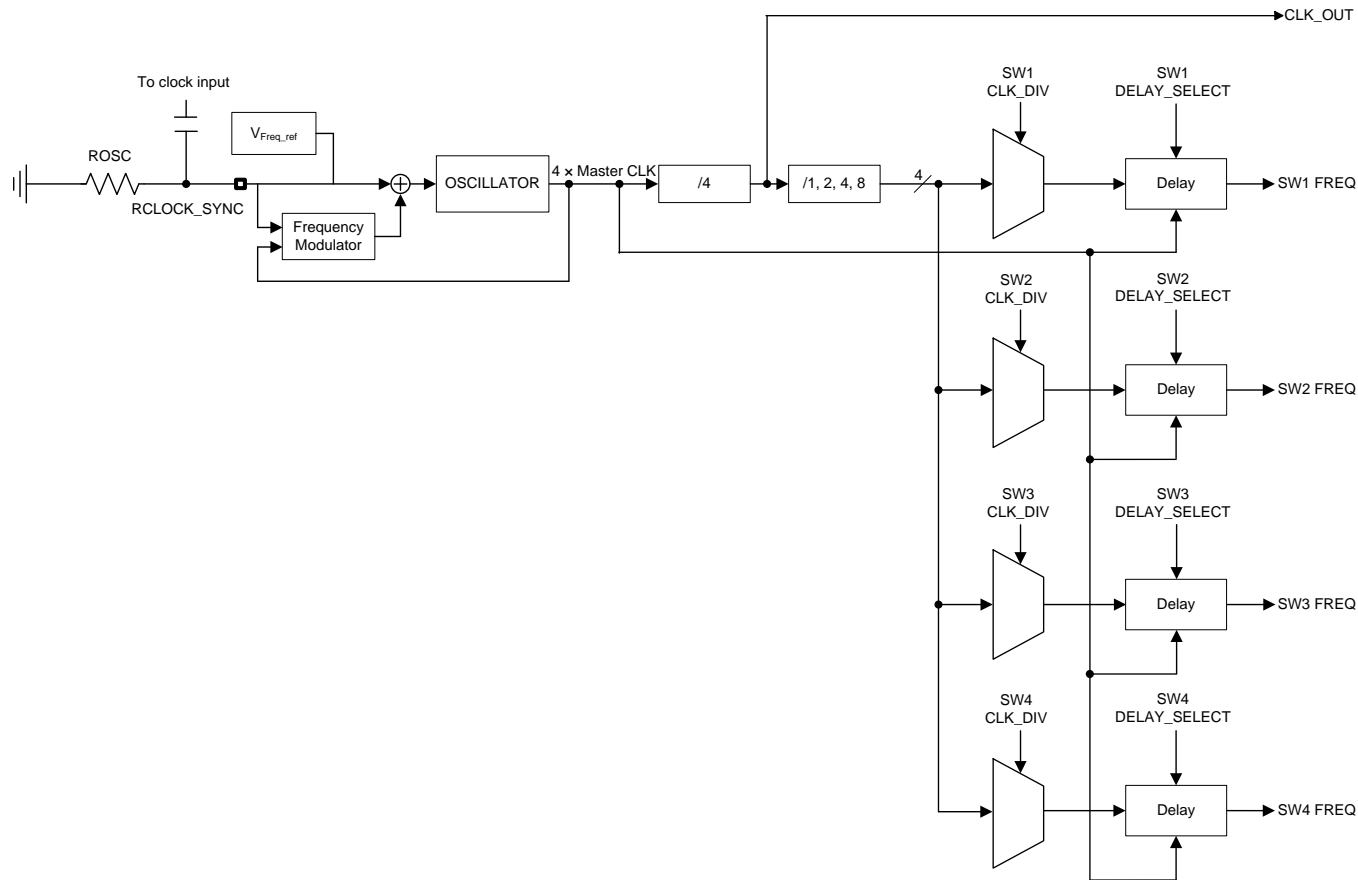 CLK_OUT
To clock input
SW1
CLK_DIV
SW1
DELAY_SELECT
VFreq_ref
ROSC
OSCILLATOR
4 × Master CLK
/4
/1, 2, 4, 8
4
Delay
SW1 FREQ
RCLOCK_SYNC
Frequency
Modulator
SW2
CLK_DIV
SW2
DELAY_SELECT
Delay
SW2 FREQ
SW3
CLK_DIV
SW3
DELAY_SELECT
Delay
SW3 FREQ
SW4
CLK_DIV
SW4
DELAY_SELECT
Delay
SW4 FREQ